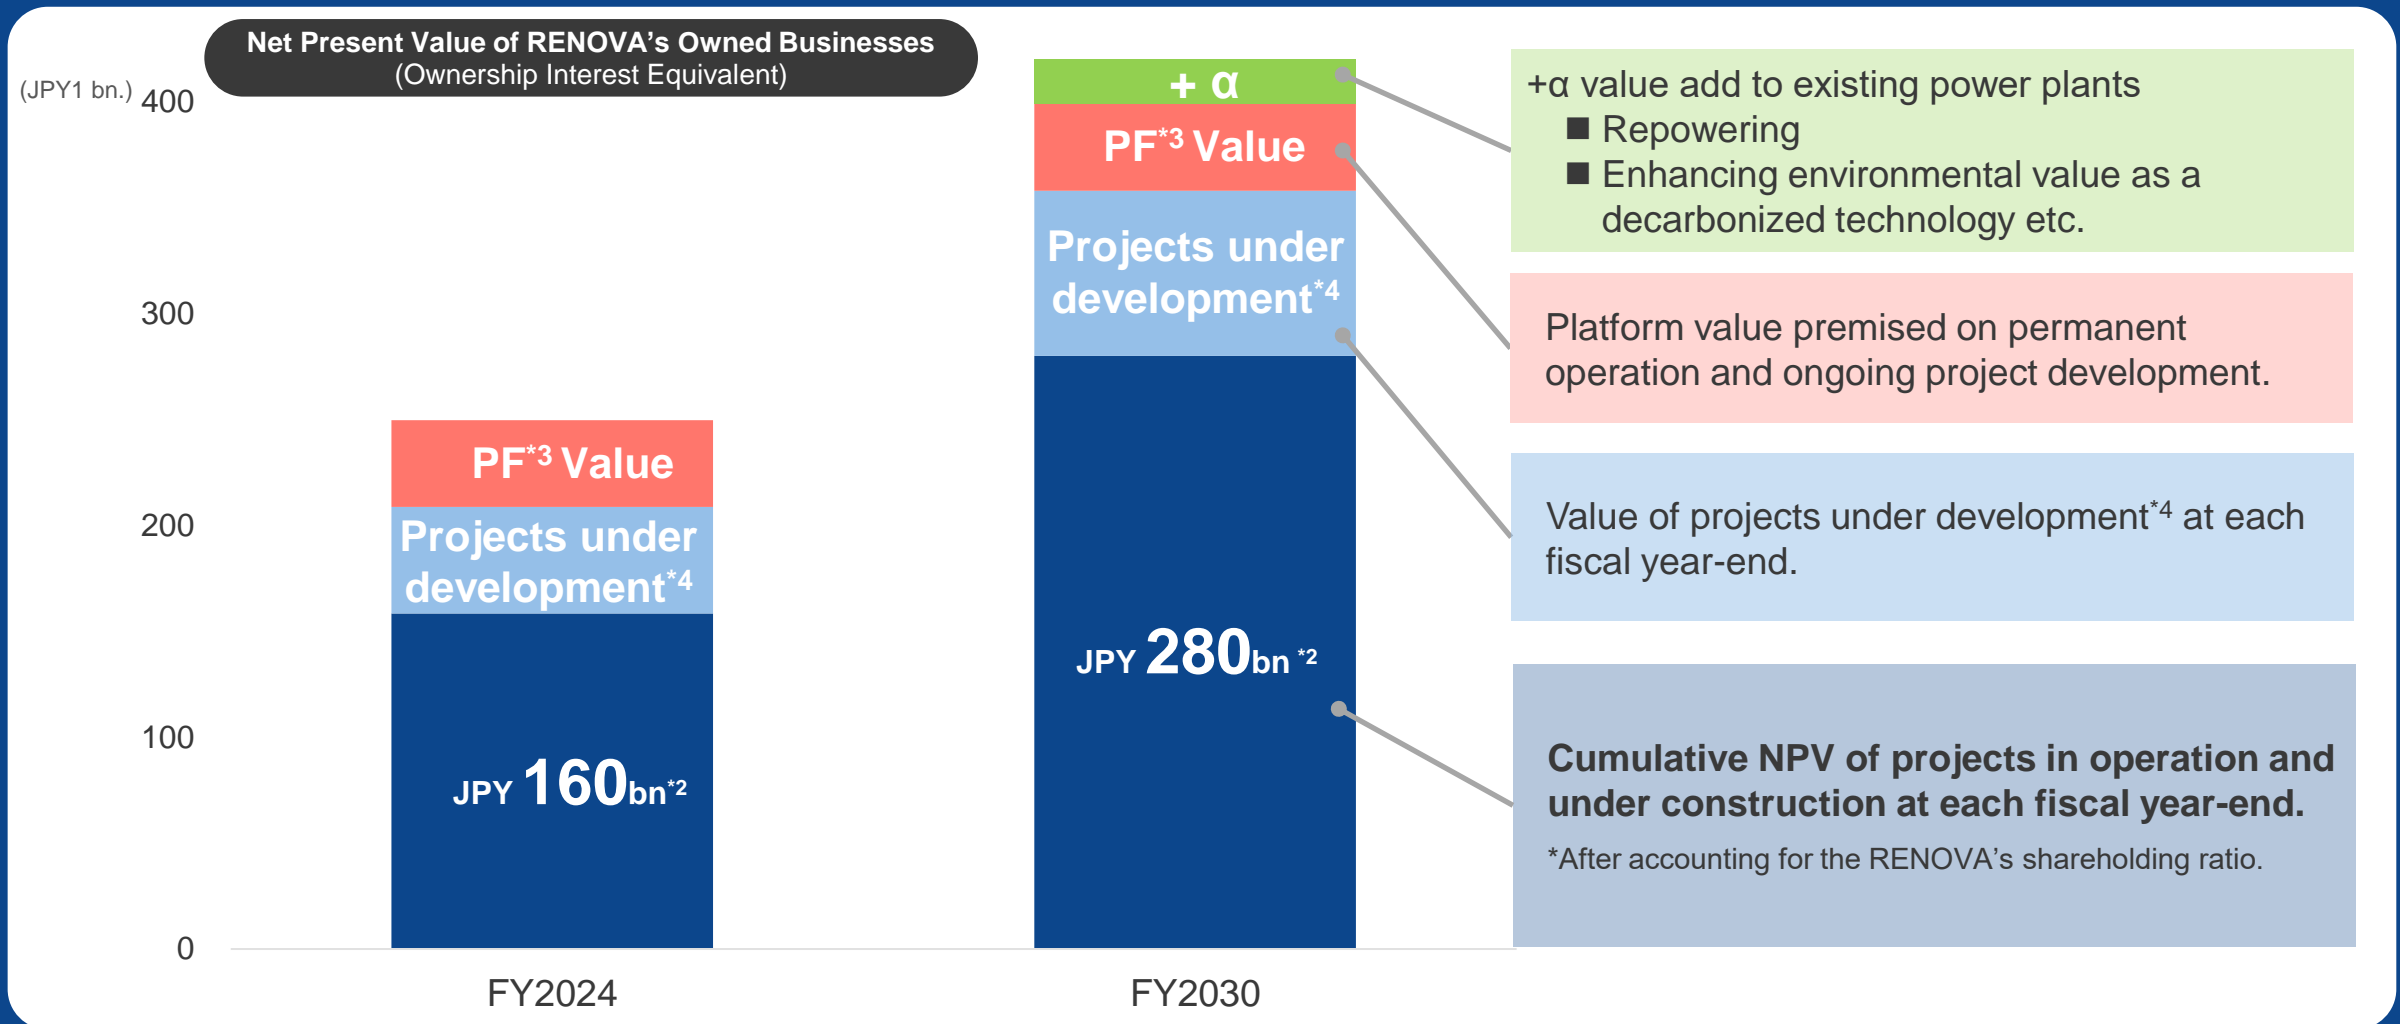 Net Present Value of RENOVA’s Owned Businesses
(Ownership Interest Equivalent)
(JPY1 bn.)
400
300
200
100
0
PF*3 Value
Projects under
development*4
JPY 160bn*2
FY2024
+ α
PF*3 Value
Projects under
development*4
JPY 280bn *2
FY2030
+α value add to existing power plants
■ Repowering
■ Enhancing environmental value as a
decarbonized technology etc.
Platform value premised on permanent
operation and ongoing project development.
Value of projects under development*4 at each
fiscal year-end.
Cumulative NPV of projects in operation and
under construction at each fiscal year-end.
*After accounting for the RENOVA’s shareholding ratio.